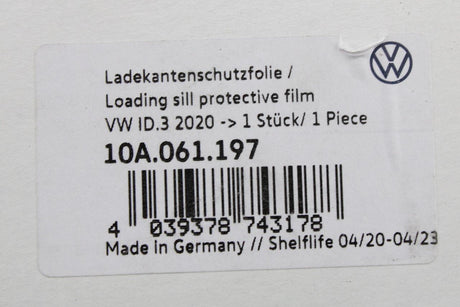 Ladekantenschutzfolie /
Loading sill protective film
VW ID.3 2020 -> 1 Stück/ 1 Piece
10A.061.197
4 039378 743178
Made in Germany // Shelflife 04/20-04/23